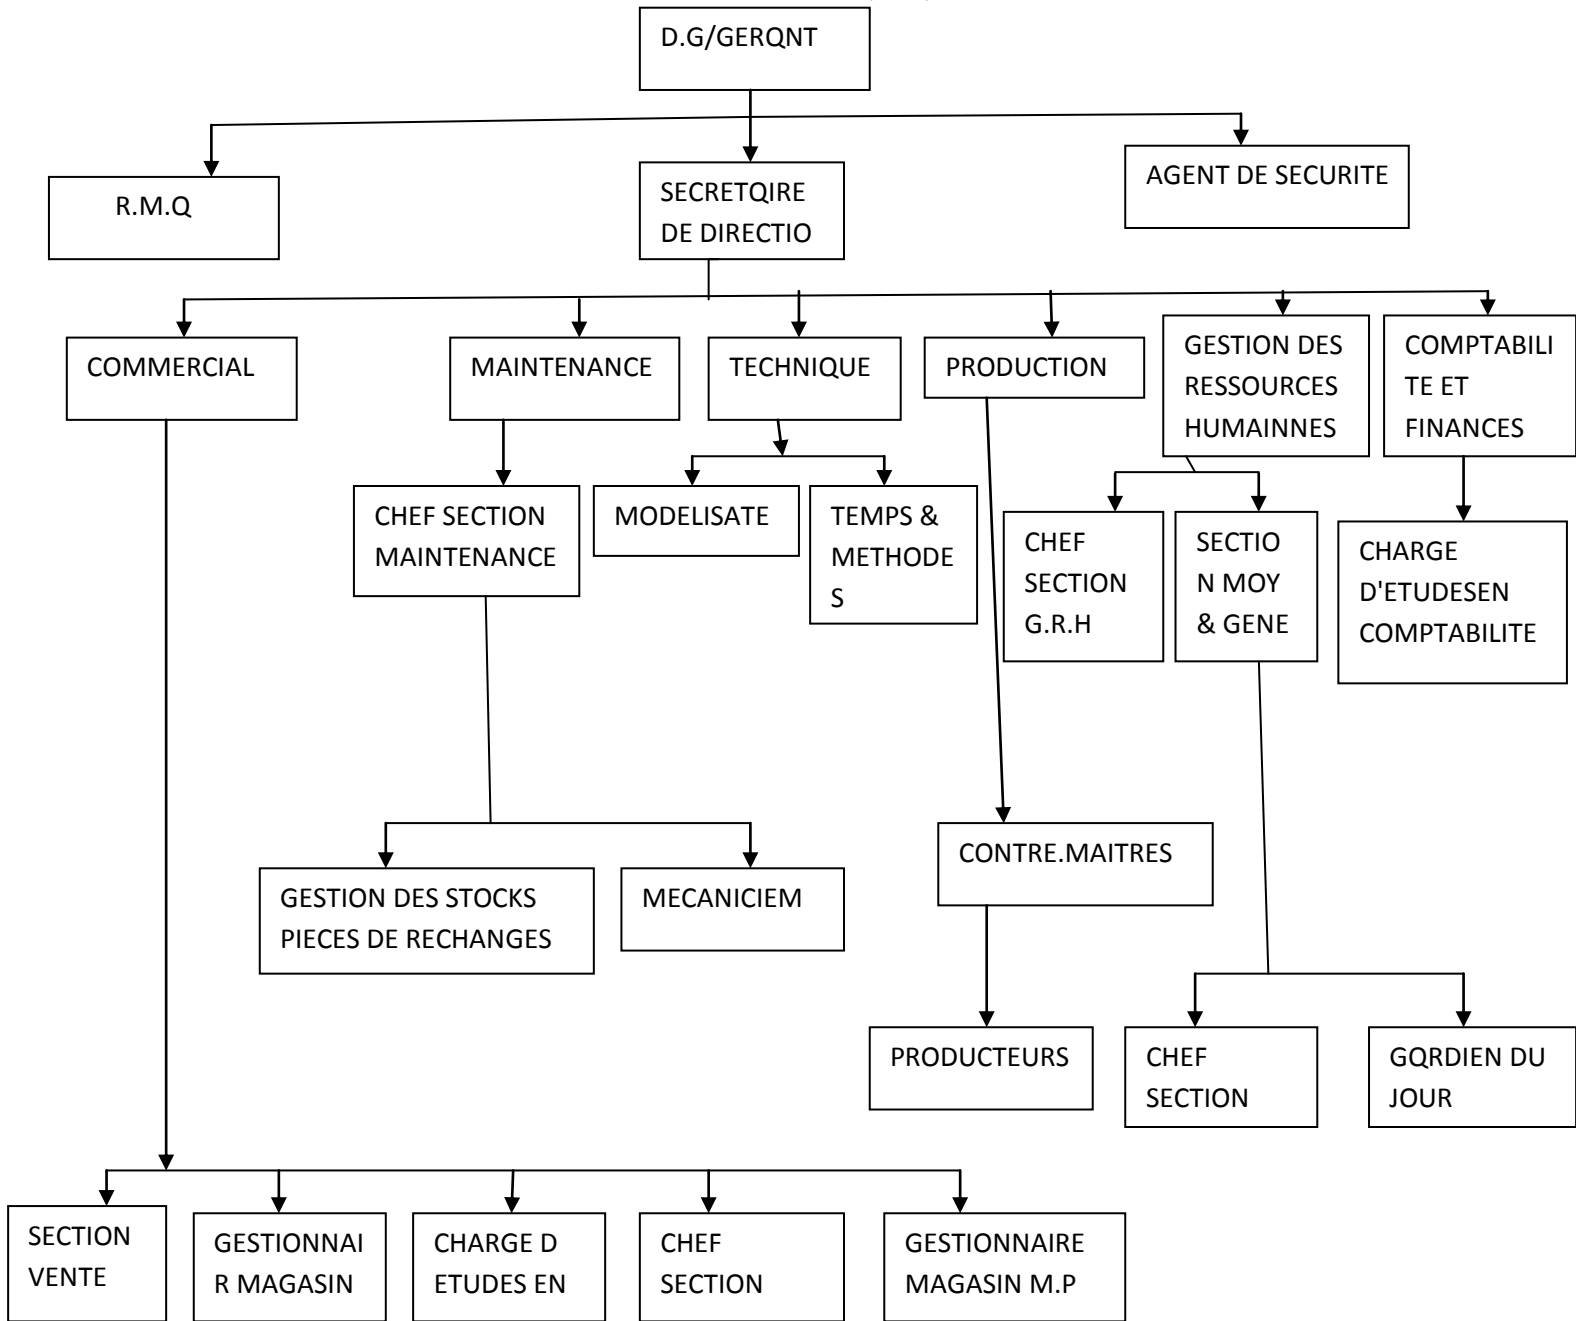 D.G/GERQNT
R.M.Q
SECRETQIRE
DE DIRECTIO
AGENT DE SECURITE
COMMERCIAL
MAINTENANCE
TECHNIQUE
PRODUCTION
GESTION DES
RESSOURCES
HUMAINNES
COMPTABILI
TE ET
FINANCES
CHEF SECTION
MAINTENANCE
MODELISATE
TEMPS &
METHODE
S
CHEF
SECTION
G.R.H
SECTIO
N MOY
& GENE
CHARGE
D'ETUDESEN
COMPTABILITE
GESTION DES STOCKS
PIECES DE RECHANGES
MECANICIEM
CONTRE.MAITRES
PRODUCTEURS
CHEF
SECTION
GQRDIEN DU
JOUR
SECTION
VENTE
GESTIONNAI
R MAGASIN
CHARGE D
ETUDES EN
CHEF
SECTION
GESTIONNAIRE
MAGASIN M.P